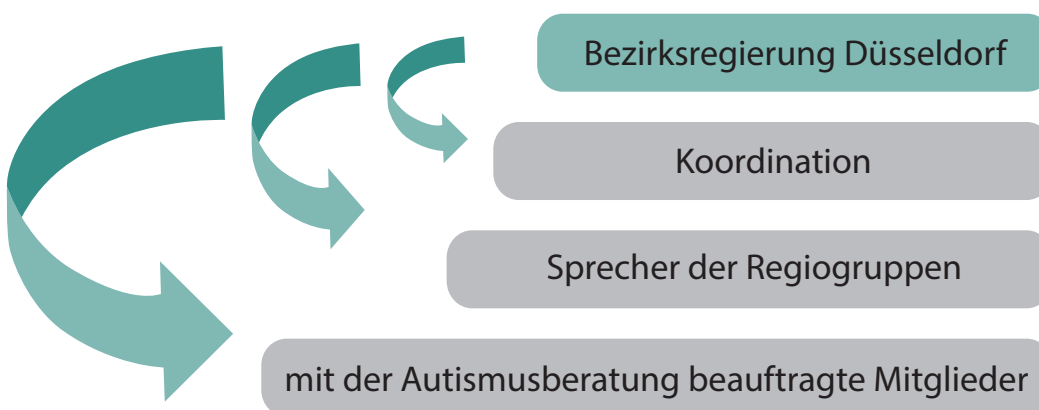 Bezirksregierung Düsseldorf
Koordination
Sprecher der Regiogruppen
mit der Autismusberatung beauftragte Mitglieder